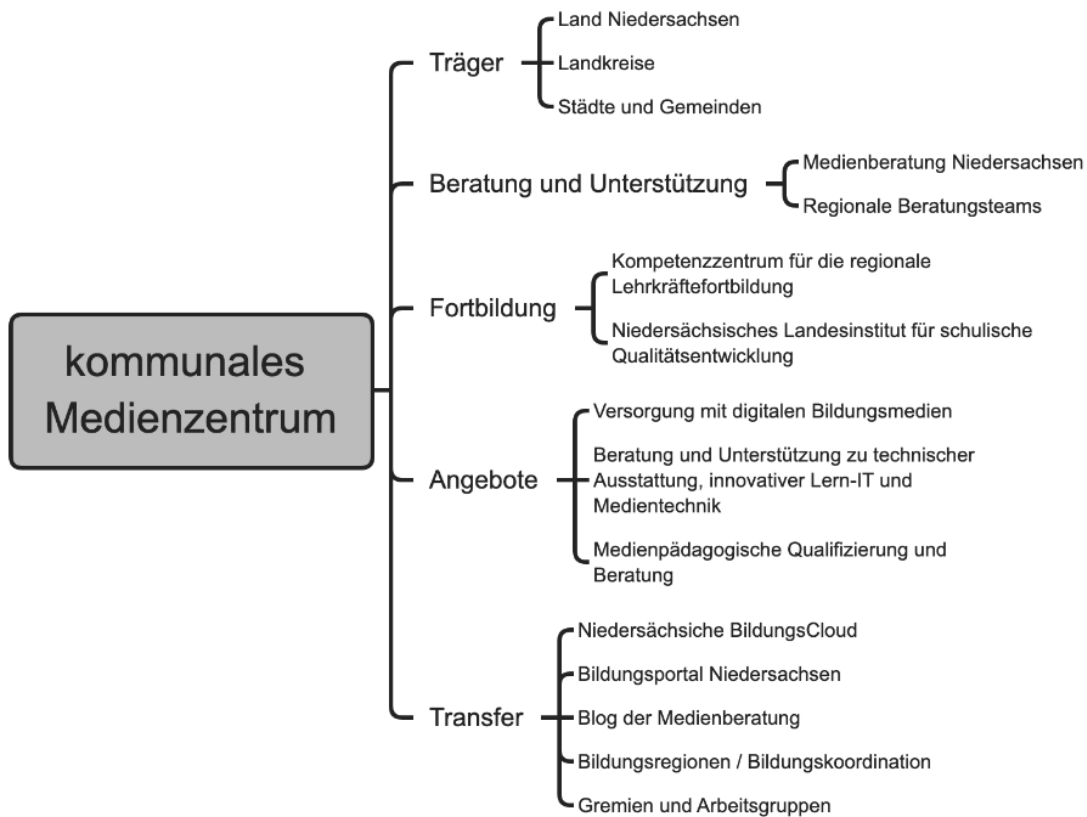 kommunales
Medienzentrum
Träger
Land Niedersachsen
Landkreise
Städte und Gemeinden
Beratung und Unterstützung
Medienberatung Niedersachsen
Regionale Beratungsteams
Fortbildung
Kompetenzzentrum für die regionale
Lehrkräftefortbildung
Niedersächsisches Landesinstitut für schulische
Qualitätsentwicklung
Angebote
Versorgung mit digitalen Bildungsmedien
Beratung und Unterstützung zu technischer
Ausstattung, innovativer Lern-IT und
Medientechnik
Medienpädagogische Qualifizierung und
Beratung
Transfer
Niedersächsiche BildungsCloud
Bildungsportal Niedersachsen
Blog der Medienberatung
Bildungsregionen / Bildungskoordination
Gremien und Arbeitsgruppen